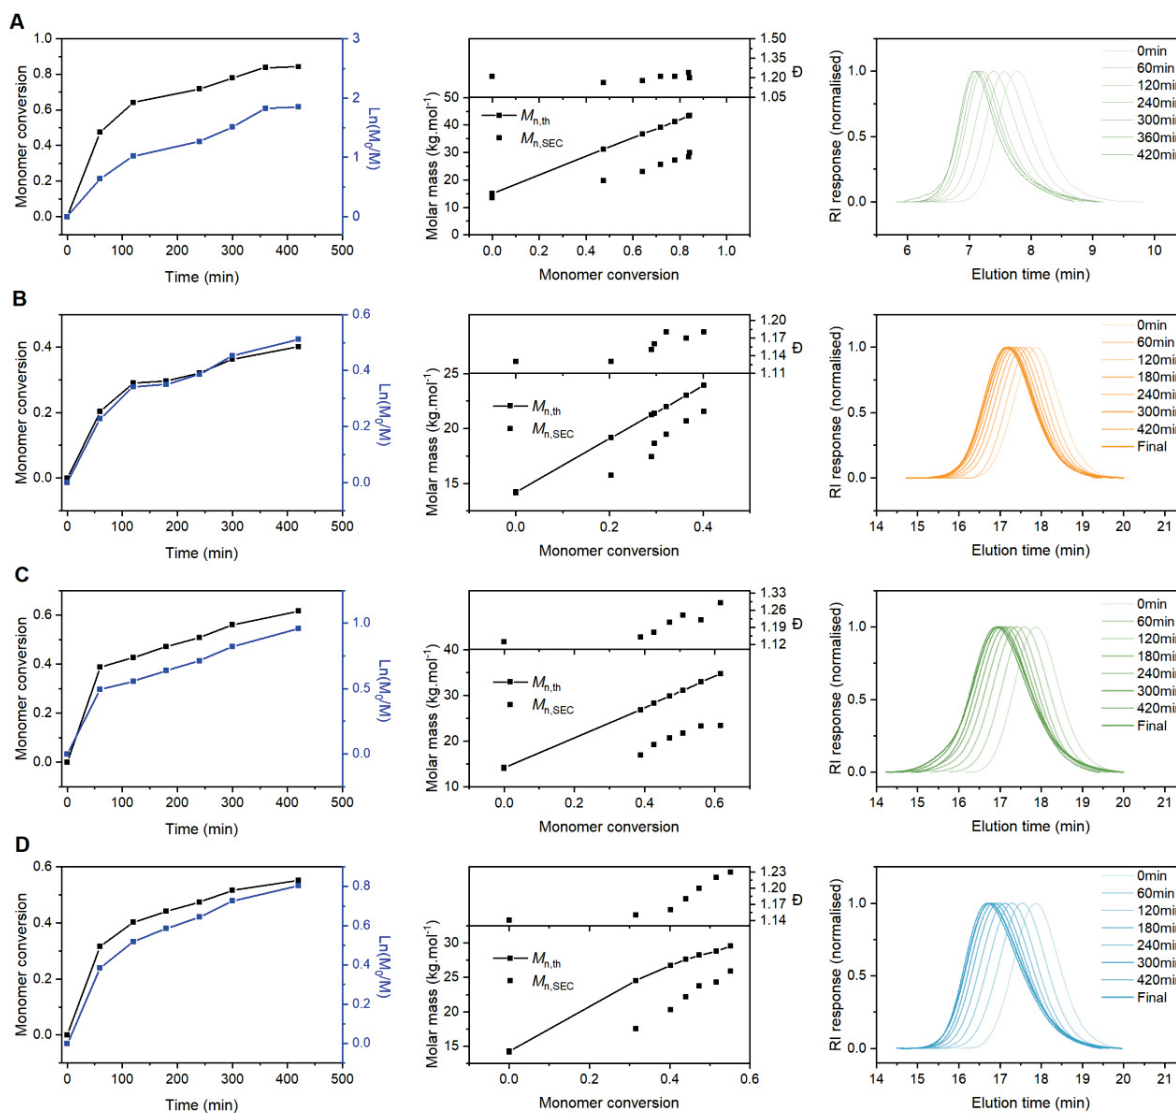 A
Monomer conversion
1.0
0.8
0.6
0.4
0.2
0.0
0 100 200 300 400 500
Time (min)
3
2
1
0
Ln(M0/M)
1.50
1.35
1.20
1.05
Đ
Molar mass (kg.mol-1)
50
40
30
20
10
0
Mn,th
Mn,SEC
0.0 0.2 0.4 0.6 0.8 1.0
Monomer conversion
RI response (normalised)
1.0
0.5
0.0
0min
60min
120min
240min
300min
360min
420min
6 7 8 9 10
Elution time (min)
B
Monomer conversion
0.4
0.2
0.0
0 100 200 300 400 500
Time (min)
0.6
0.4
0.2
0.0
Ln(M0/M)
1.20
1.17
1.14
1.11
Đ
Molar mass (kg.mol-1)
25
20
15
Mn,th
Mn,SEC
0.0 0.2 0.4
Monomer conversion
RI response (normalised)
1.0
0.5
0.0
0min
60min
120min
180min
240min
300min
420min
Final
14 15 16 17 18 19 20 21
Elution time (min)
C
Monomer conversion
0.6
0.4
0.2
0.0
0 100 200 300 400 500
Time (min)
1.0
0.5
0.0
Ln(M0/M)
1.33
1.26
1.19
1.12
Đ
Molar mass (kg.mol-1)
40
35
30
25
20
15
10
Mn,th
Mn,SEC
0.0 0.2 0.4 0.6
Monomer conversion
RI response (normalised)
1.0
0.5
0.0
0min
60min
120min
180min
240min
300min
420min
Final
14 15 16 17 18 19 20 21
Elution time (min)
D
Monomer conversion
0.6
0.4
0.2
0.0
0 100 200 300 400 500
Time (min)
0.8
0.6
0.4
0.2
0.0
Ln(M0/M)
1.23
1.20
1.17
1.14
Đ
Molar mass (kg.mol-1)
30
25
20
15
Mn,th
Mn,SEC
0.0 0.2 0.4 0.6
Monomer conversion
RI response (normalised)
1.0
0.5
0.0
0min
60min
120min
180min
240min
300min
420min
Final
14 15 16 17 18 19 20 21
Elution time (min)